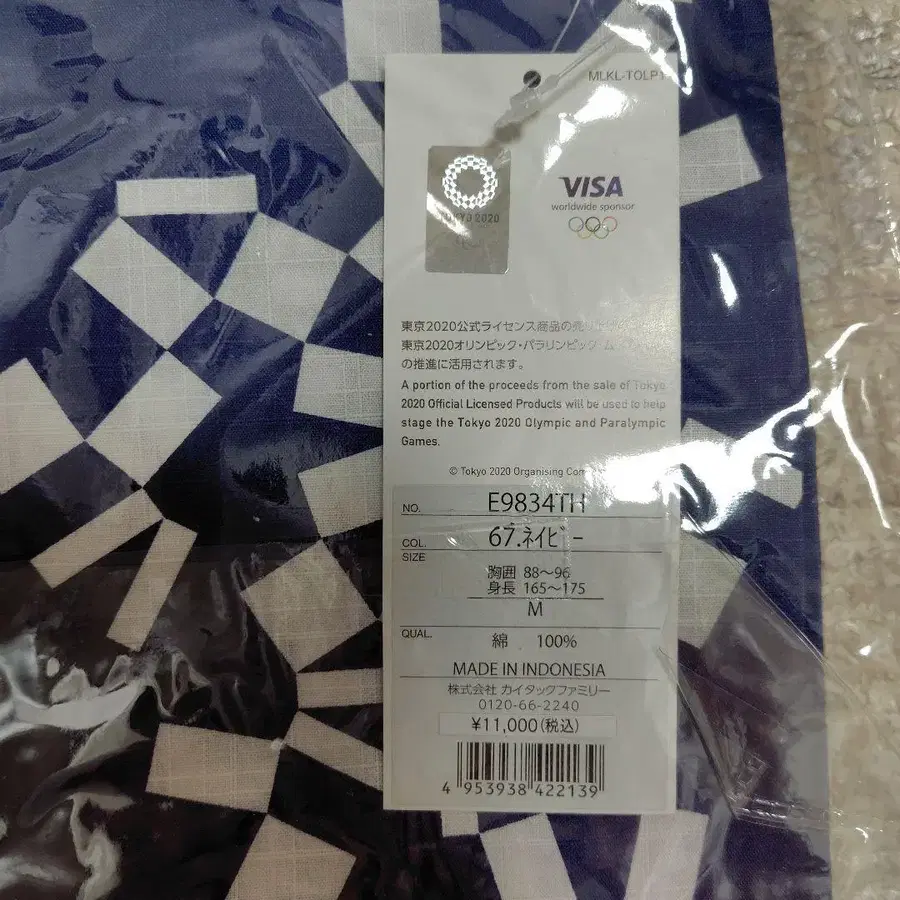 MLKL-TOLP1
TOKYO 2020
VISA
worldwide sponsor
東京2020公式ライセンス商品の売り上げの
東京2020オリンピック・パラリンピック
の推進に活用されます。
A portion of the proceeds from the sale of Tokyo
2020 Official Licensed Products will be used to help
stage the Tokyo 2020 Olympic and Paralympic
Games.
© Tokyo 2020 Organising
NO. E9834TH
COL. 67.ネイビー
SIZE
胸囲 88～96
身長 165～175
M
QUAL. 綿 100%
MADE IN INDONESIA
株式会社 カイタックファミリー
0120-66-2240
¥11,000(税込)
4 953938 422139